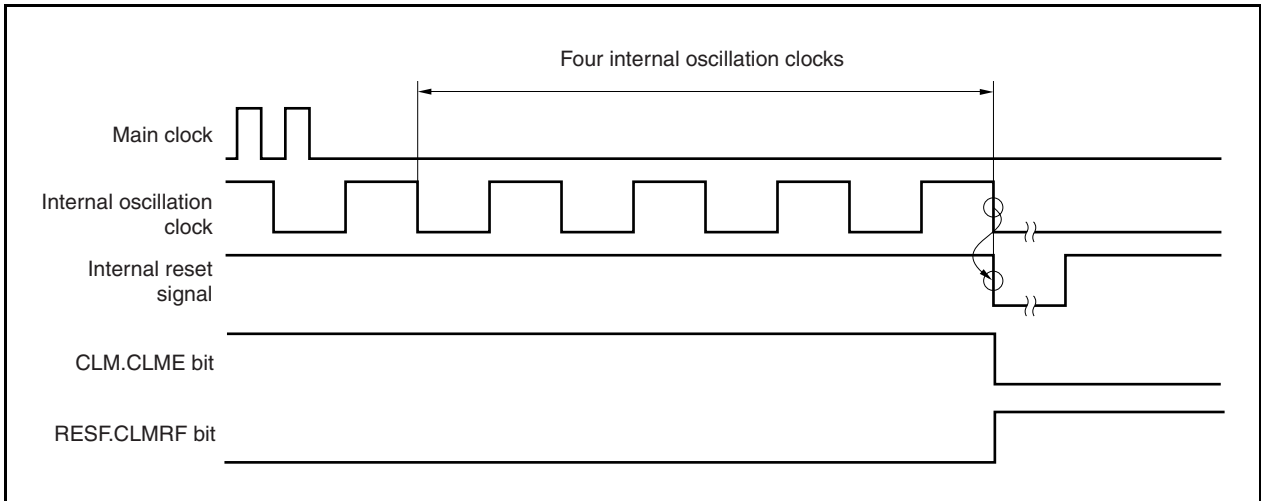 Four internal oscillation clocks
Main clock
Internal oscillation
clock
Internal reset
signal
CLM.CLME bit
RESF.CLMRF bit